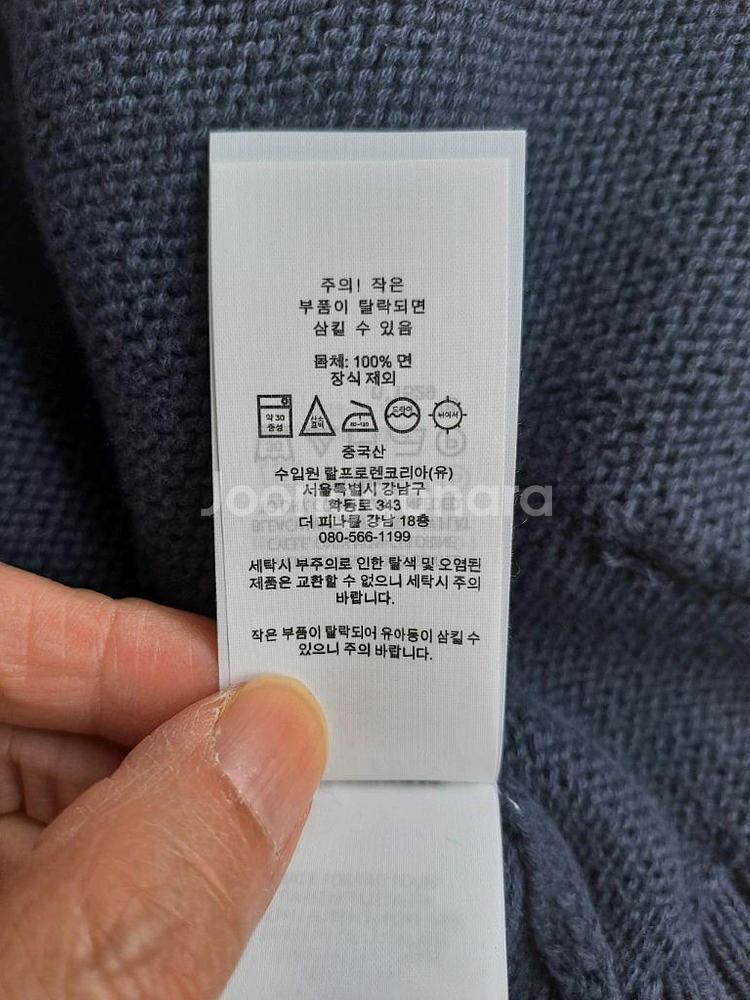 주의! 작은
부품이 탈락되면
삼킬 수 있음
몸체: 100% 면
장식 제외
약 30
중성
산소
표백
80-120
드라이
뉘어서
중국산
수입원 랄프로렌코리아(유)
서울특별시 강남구
학동로 343
더 피나클 강남 18층
080-566-1199
세탁시 부주의로 인한 탈색 및 오염된
제품은 교환할 수 없으니 세탁시 주의
바랍니다.
작은 부품이 탈락되어 유아동이 삼킬 수
있으니 주의 바랍니다.